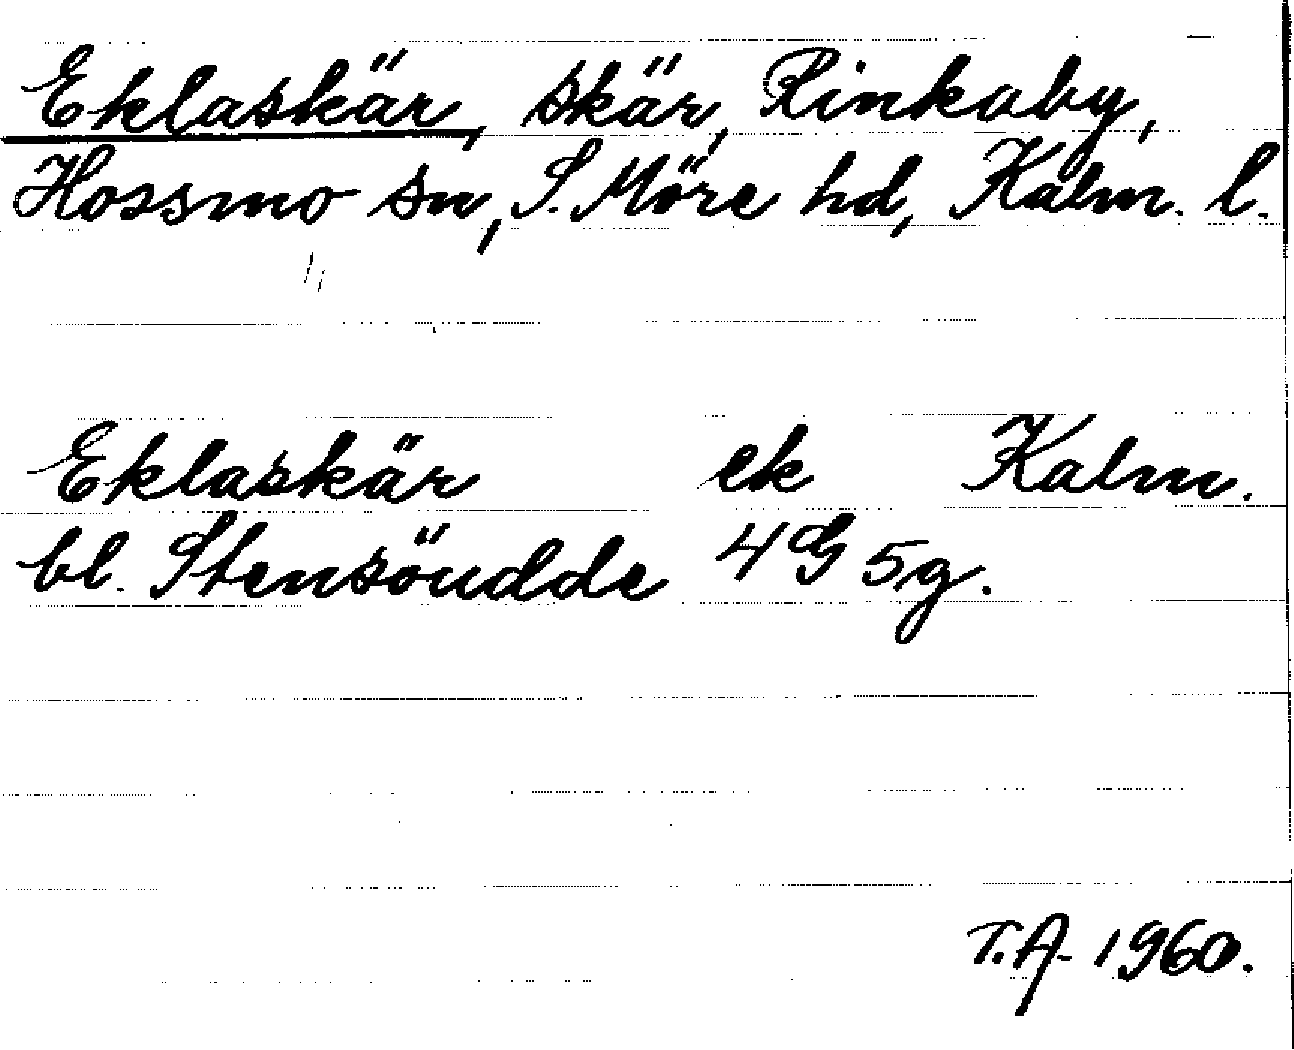 Eklaskär, skär, Rinkaby,
Hossmo sn, S. Möre hd, Kalm. l.
Eklaskär ek Kalm.
bl. Stensöudde 4G 5g.
T.A. 1960.